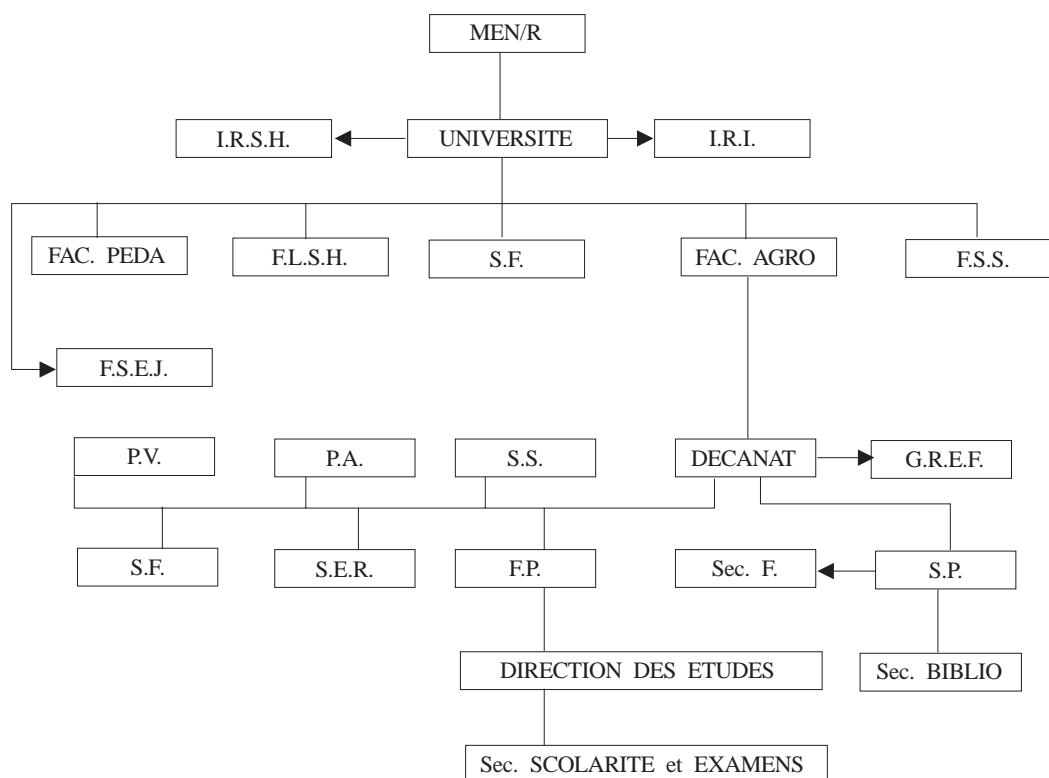 MEN/R
I.R.S.H.
UNIVERSITE
I.R.I.
FAC. PEDA
F.L.S.H.
S.F.
FAC. AGRO
F.S.S.
F.S.E.J.
P.V.
P.A.
S.S.
DECANAT
G.R.E.F.
S.F.
S.E.R.
F.P.
Sec. F.
S.P.
DIRECTION DES ETUDES
Sec. BIBLIO
Sec. SCOLARITE et EXAMENS